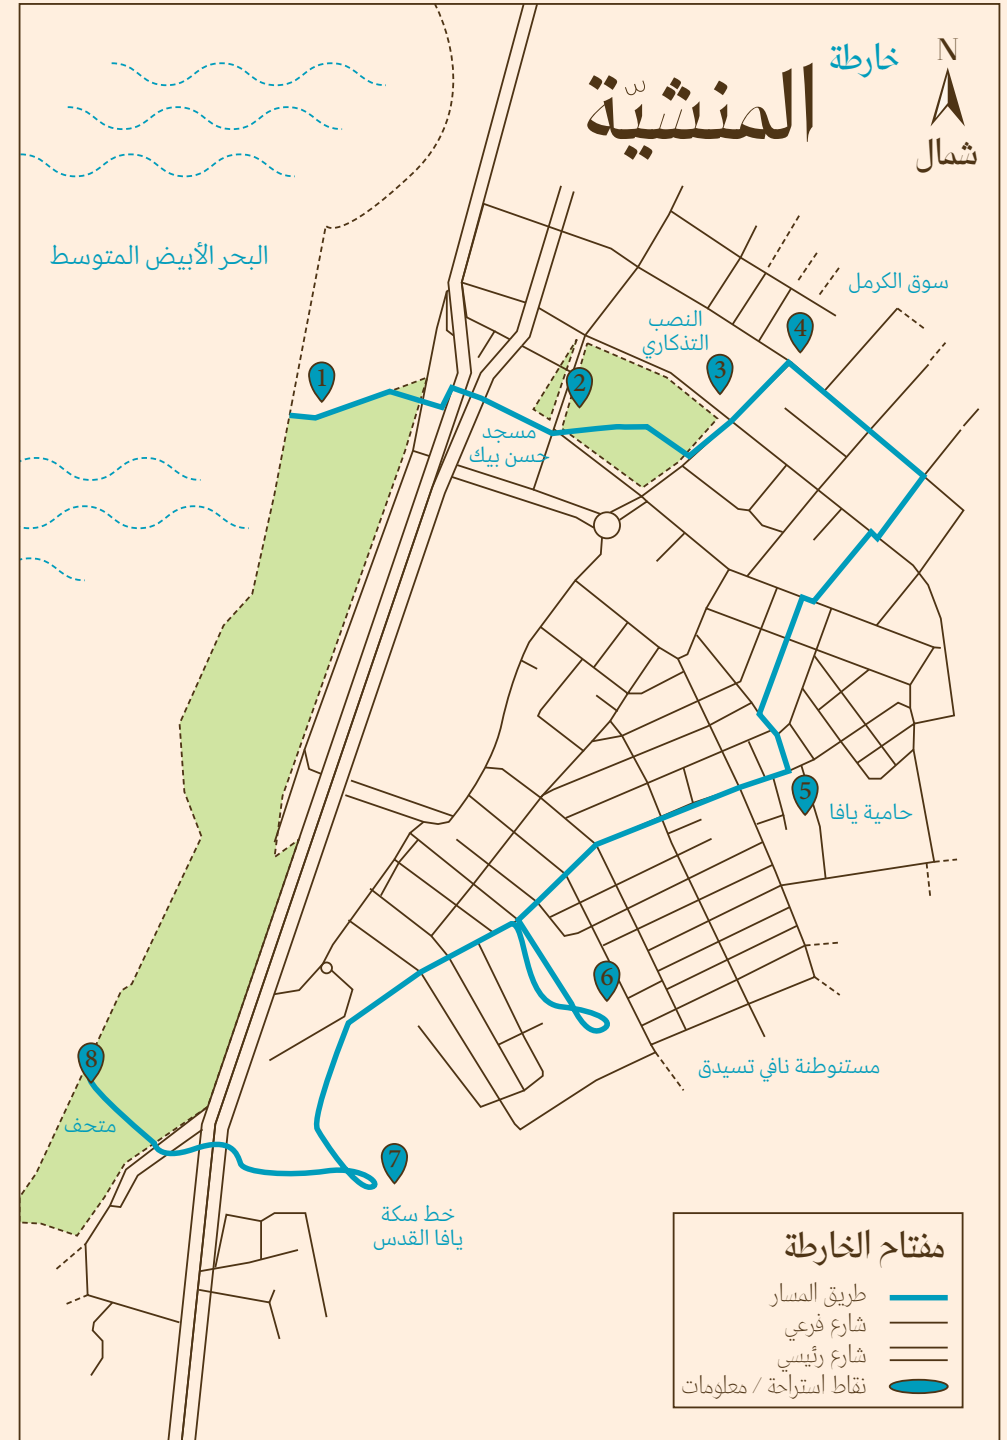 خارطة
المنشيّة
N
شمال
البحر الأبيض المتوسط
سوق الكرمل
النصب
التذكاري
4
3
1
2
مسجد
حسن بيك
5
حامية يافا
6
مستنوطنة نافي تسيدق
8
متحف
7
خط سكة
يافا القدس
مفتاح الخارطة
طريق المسار
شارع فرعي
شارع رئيسي
نقاط استراحة / معلومات